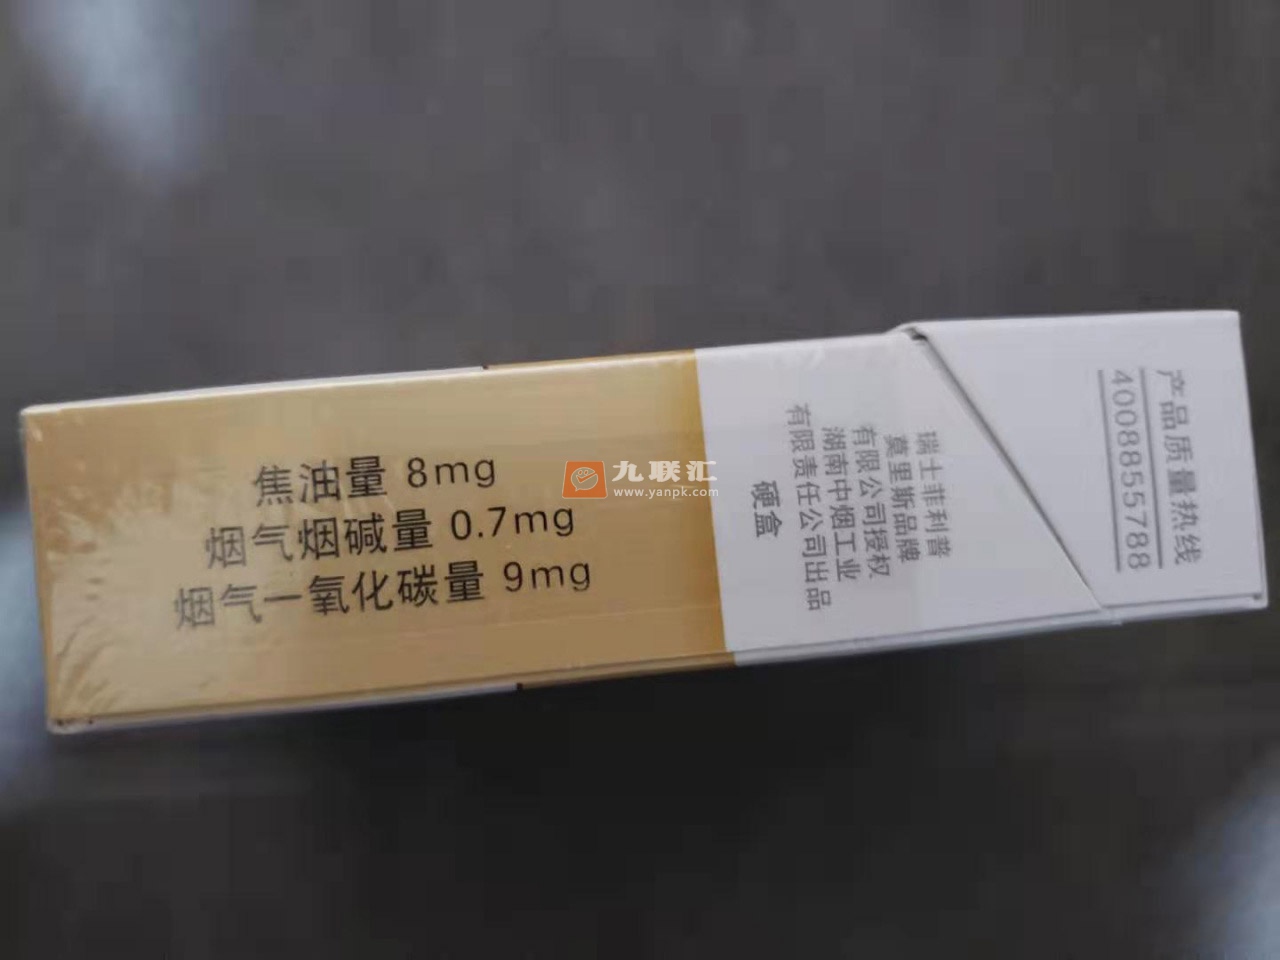 焦油量 8mg
烟气烟碱量 0.7mg
烟气一氧化碳量 9mg
九联汇
www.yanpk.com
瑞士菲利普
莫里斯品牌
有限公司授权
湖南中烟工业
有限责任公司出品
硬盒
产品质量热线
4008855788